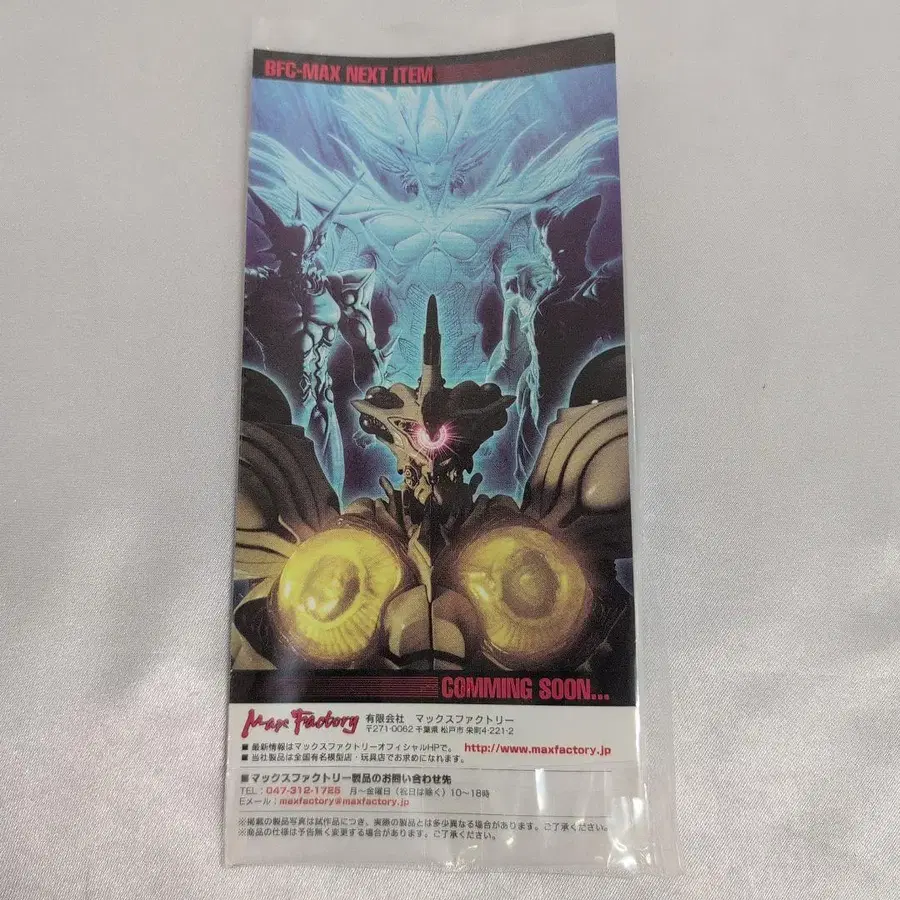 BFC-MAX NEXT ITEM
COMMING SOON...
Max Factory 有限会社 マックスファクトリー
〒271-0062 千葉県 松戸市 栄町4-221-2
■ 最新情報はマックスファクトリーオフィシャルHPで。 http://www.maxfactory.jp
■ 当社製品は全国有名模型店・玩具店でお求めになれます。
■マックスファクトリー製品のお問い合わせ先
TEL：047-312-1725 月〜金曜日（祝日は除く）10〜18時
Eメール：maxfactory@maxfactory.jp
※掲載の製品写真は試作品につき、実際の製品とは多少異なる場合があります。ご了承ください。
※商品の仕様は予告無く変更する場合があります。ご了承ください。